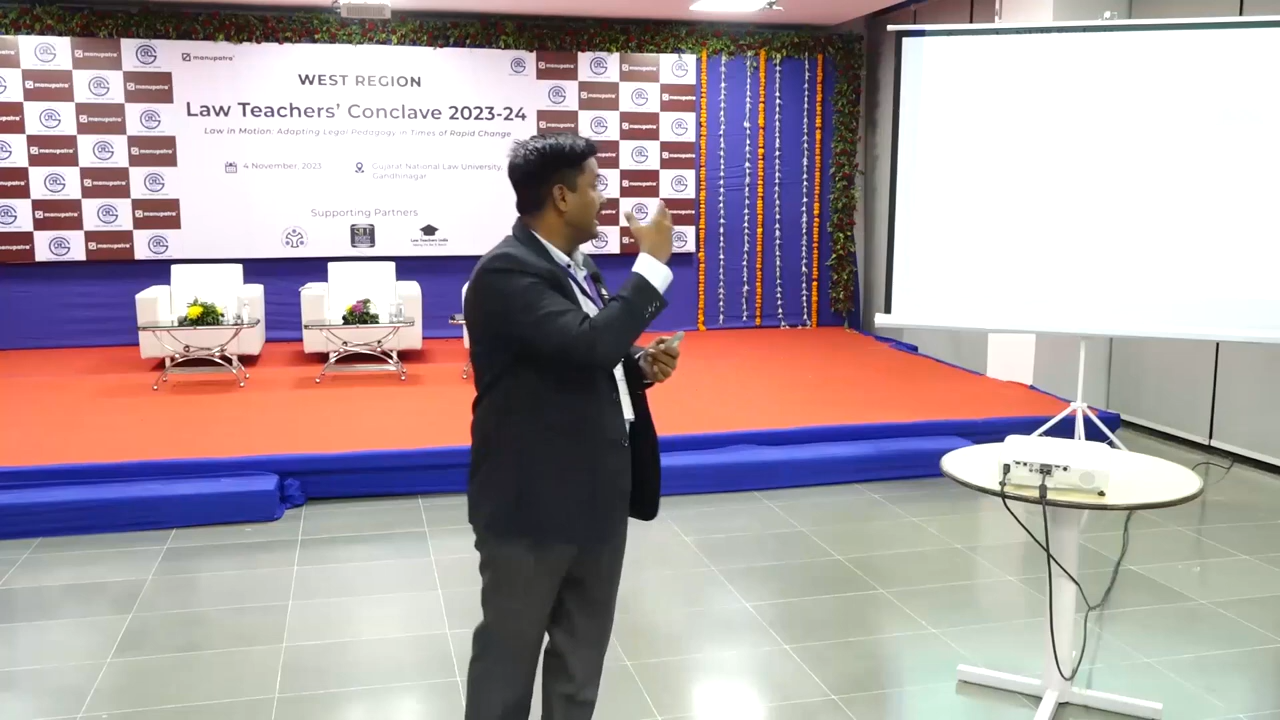 manupatra
WEST REGION
Law Teachers' Conclave 2023-24
Law in Motion: Adapting Legal Pedagogy in Times of Rapid Change
4 November, 2023
Gujarat National Law University,
Gandhinagar
Supporting Partners
Law Teachers India